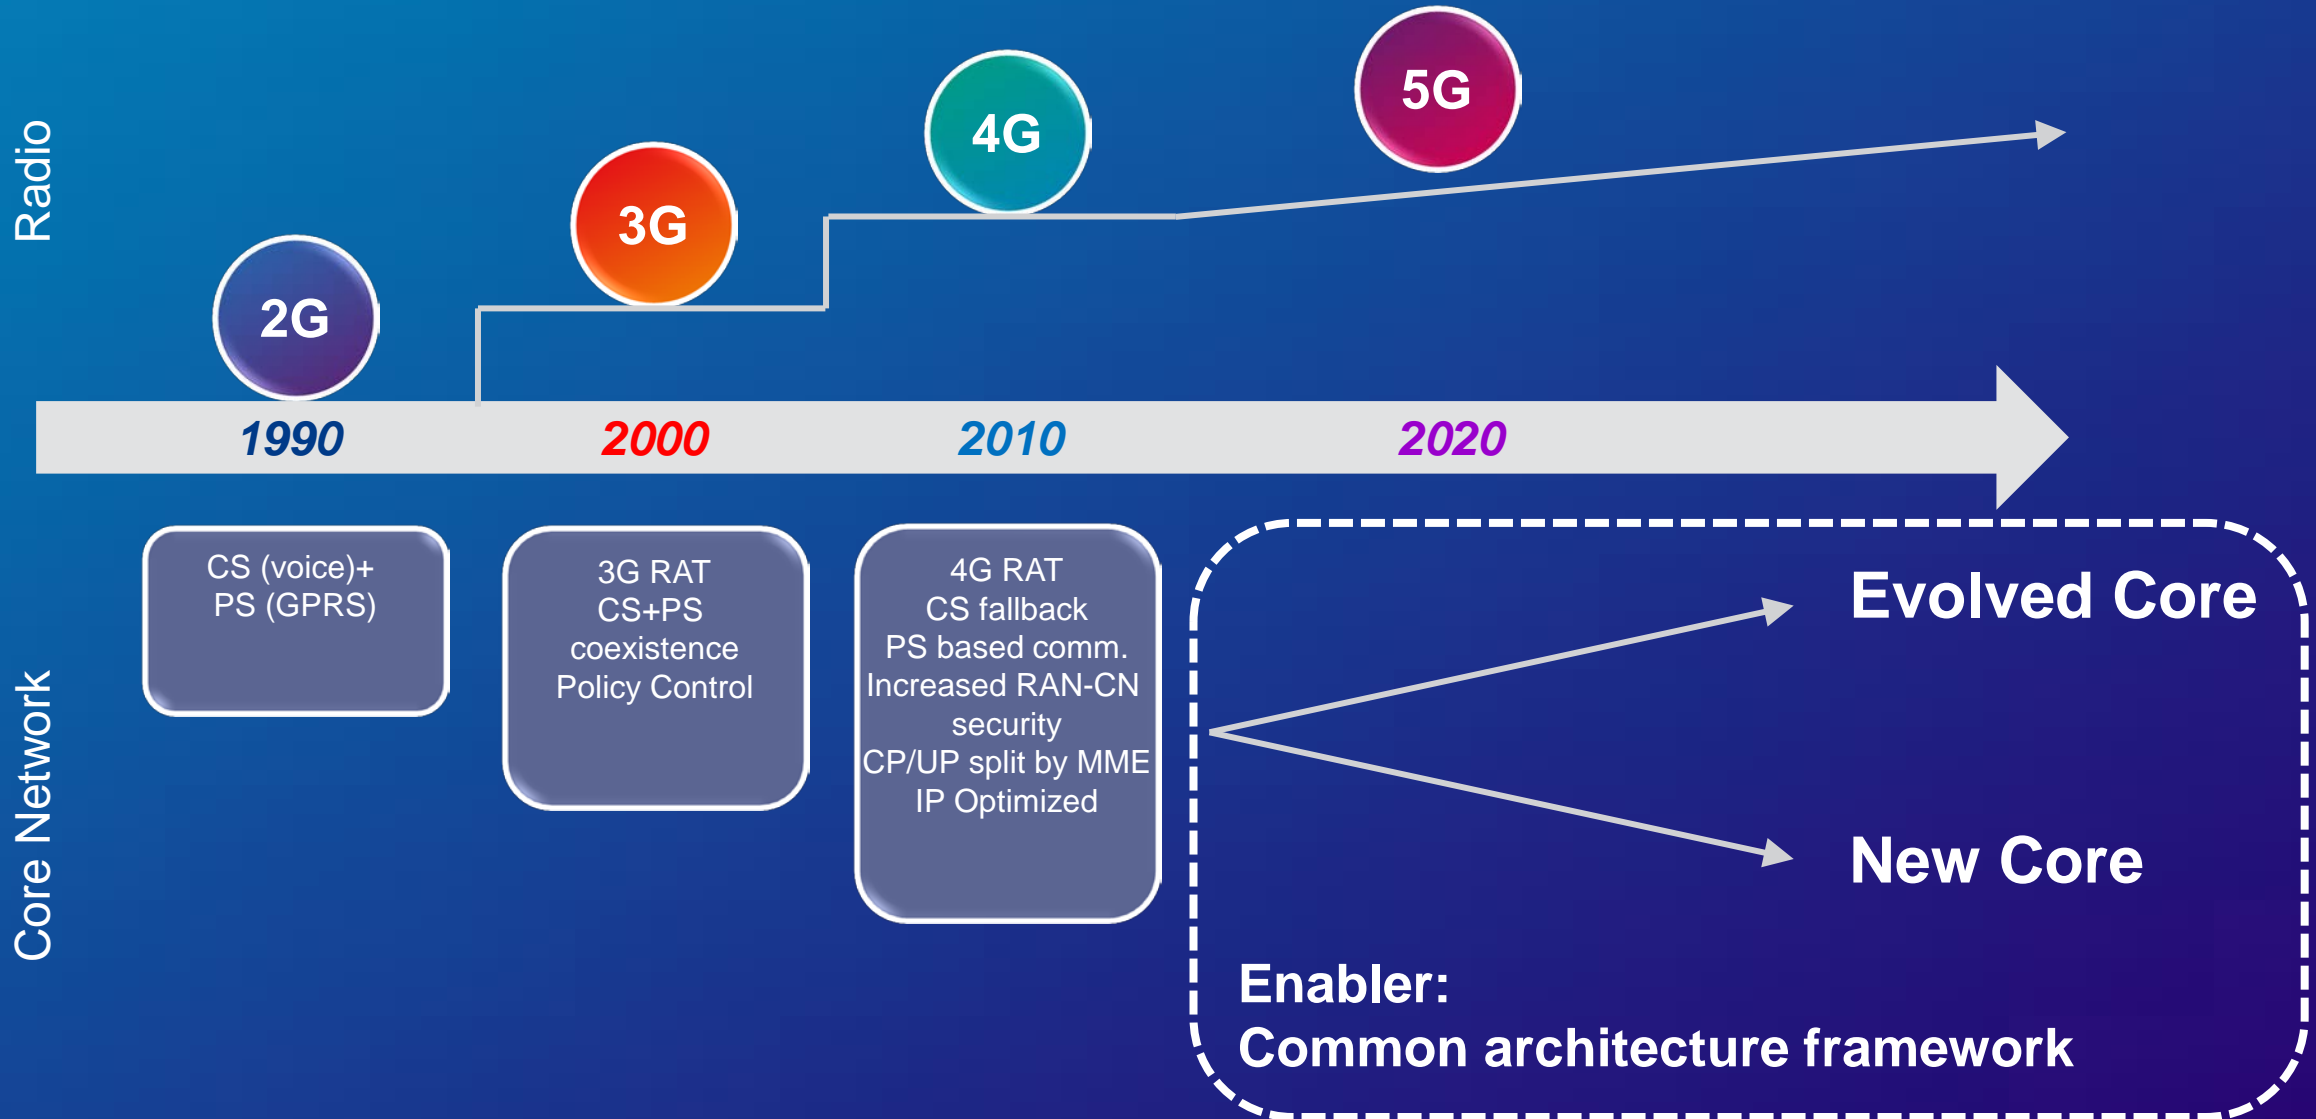 Radio
2G
3G
4G
5G
1990
2000
2010
2020
Core Network
CS (voice)+
PS (GPRS)
3G RAT
CS+PS
coexistence
Policy Control
4G RAT
CS fallback
PS based comm.
Increased RAN-CN
security
CP/UP split by MME
IP Optimized
Evolved Core
New Core
Enabler:
Common architecture framework